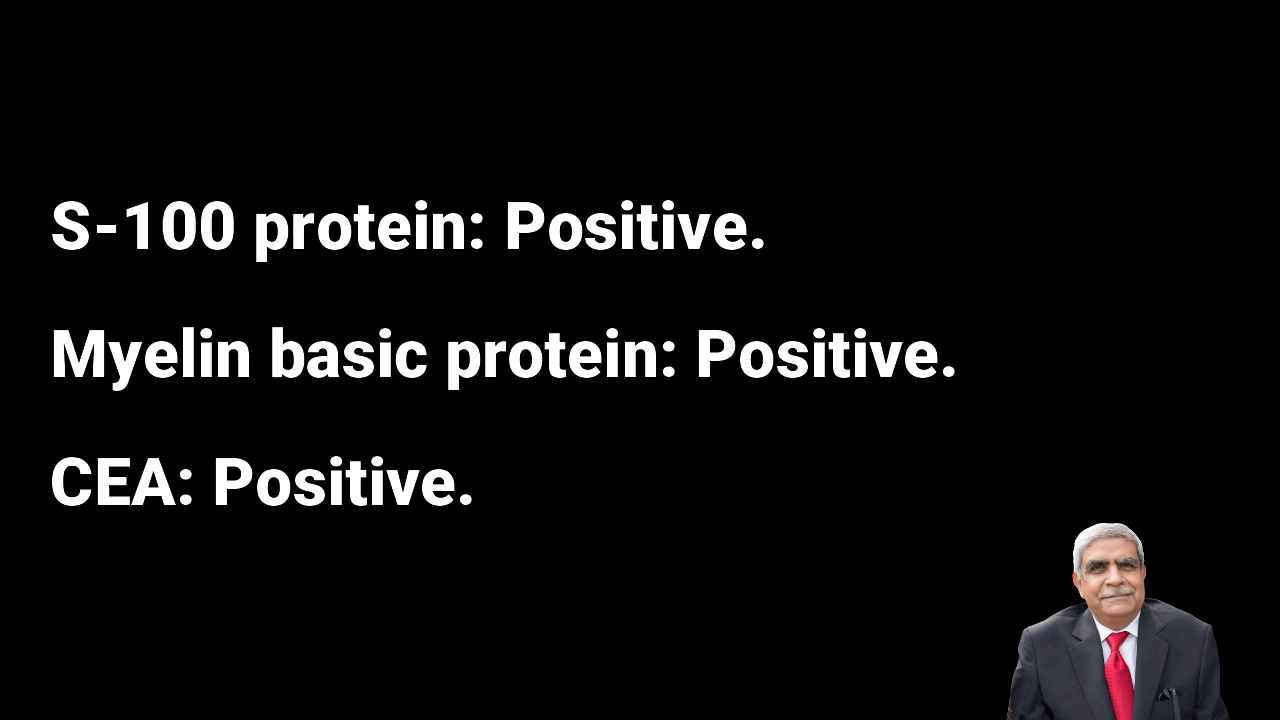 S-100 protein: Positive.
Myelin basic protein: Positive.
CEA: Positive.